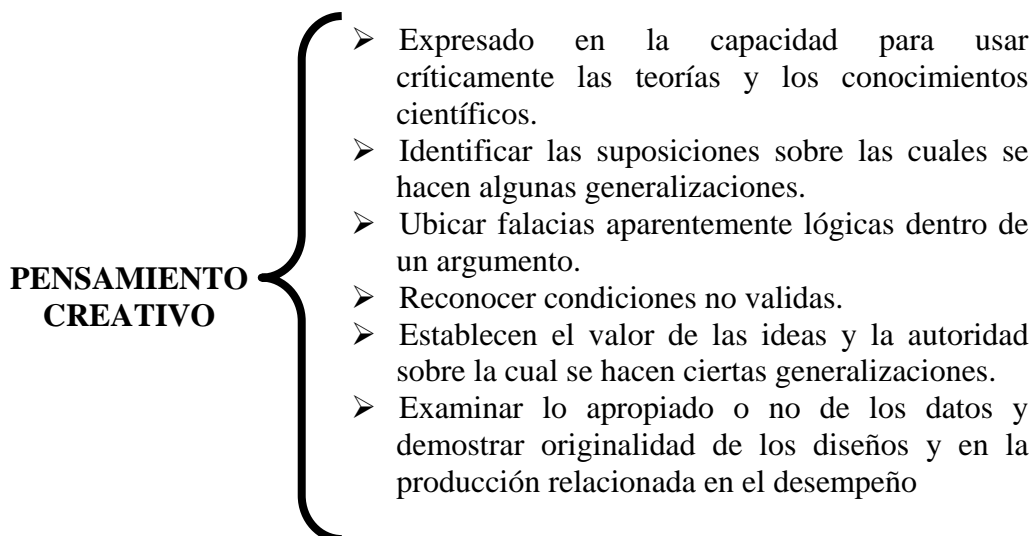 PENSAMIENTO
CREATIVO
➢ Expresado en la capacidad para usar
críticamente las teorías y los conocimientos
científicos.
➢ Identificar las suposiciones sobre las cuales se
hacen algunas generalizaciones.
➢ Ubicar falacias aparentemente lógicas dentro de
un argumento.
➢ Reconocer condiciones no validas.
➢ Establecen el valor de las ideas y la autoridad
sobre la cual se hacen ciertas generalizaciones.
➢ Examinar lo apropiado o no de los datos y
demostrar originalidad de los diseños y en la
producción relacionada en el desempeño